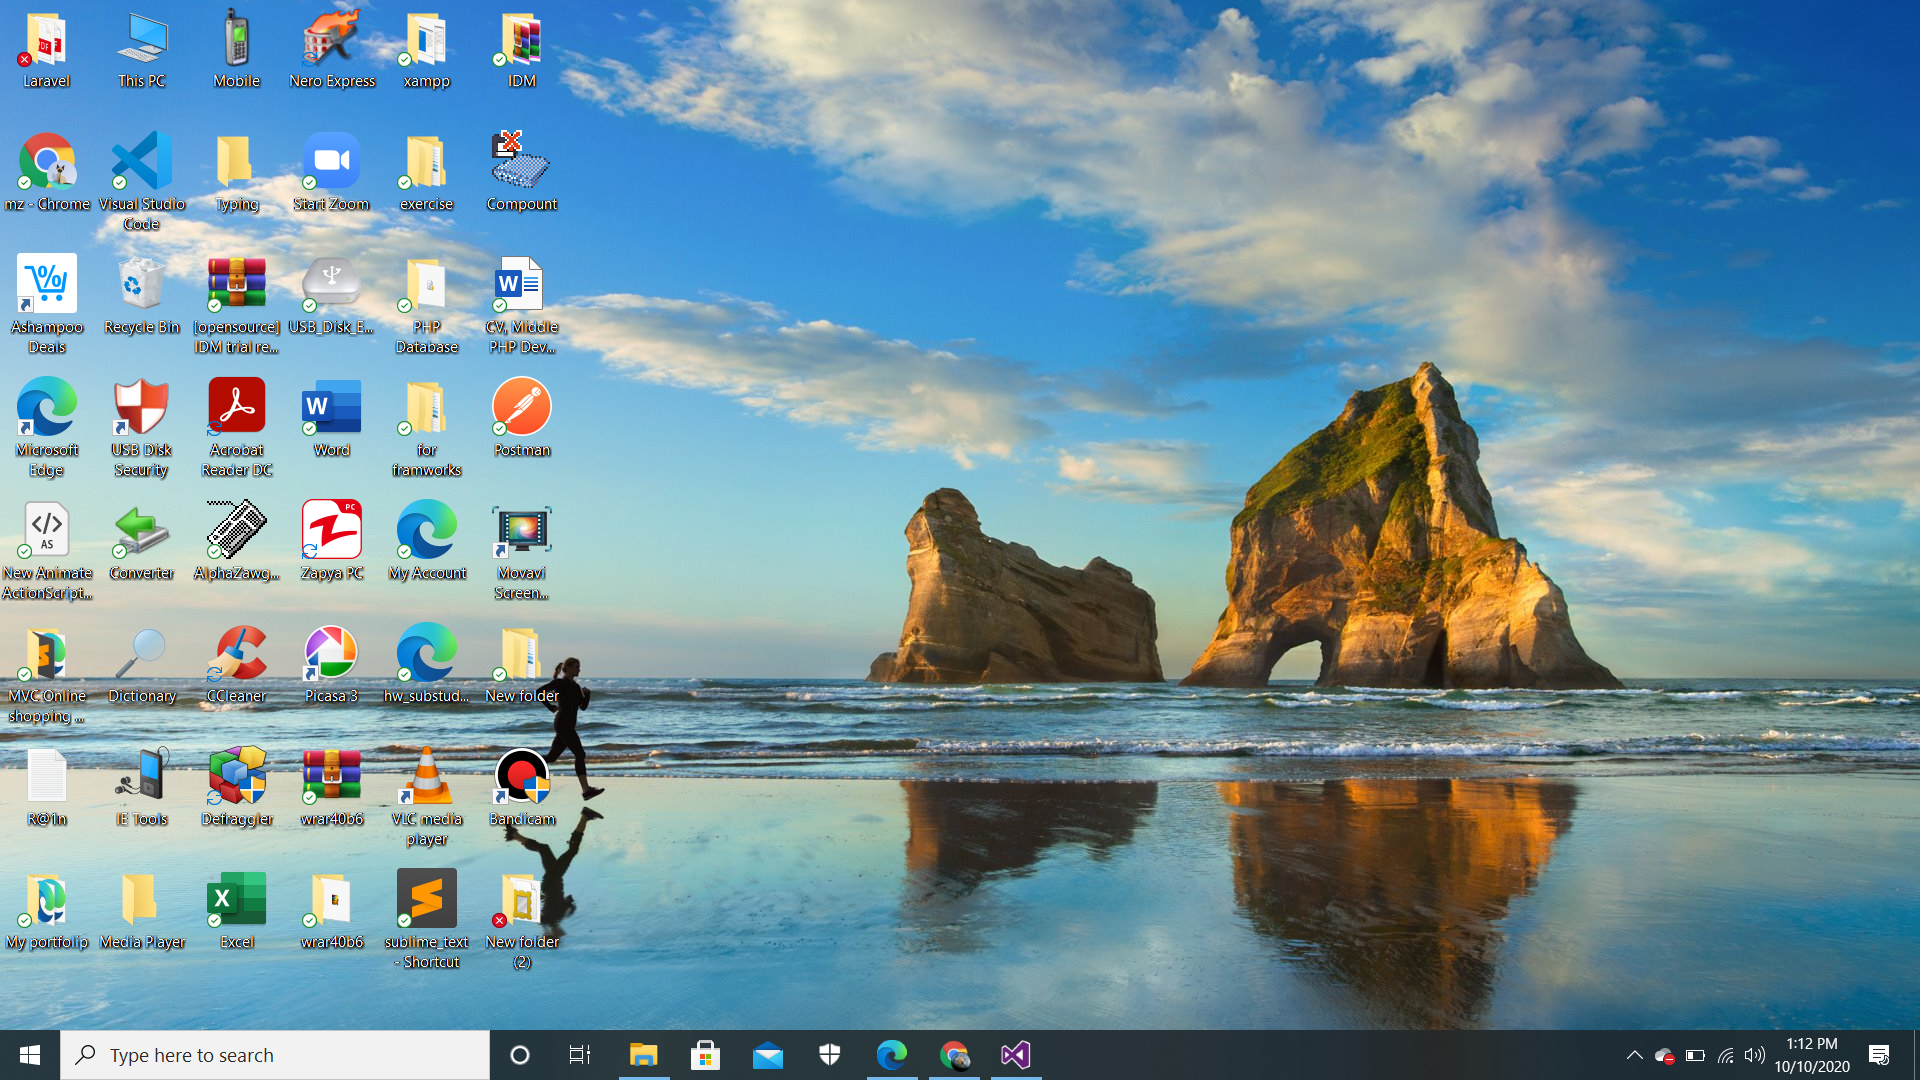 Laravel
This PC
Mobile
Nero Express
xampp
IDM
mz - Chrome
Visual Studio
Code
Typing
Start Zoom
exercise
Compount
Ashampoo
Deals
Recycle Bin
[opensource]
IDM trial re...
USB_Disk_E...
PHP
Database
CV, Middle
PHP Dev...
Microsoft
Edge
USB Disk
Security
Acrobat
Reader DC
Word
for
framworks
Postman
New Animate
ActionScript...
Converter
AlphaZawg...
Zapya PC
My Account
Movavi
Screen...
MVC Online
shopping ...
Dictionary
CCleaner
Picasa 3
hw_substud...
New folder
R@1n
IE Tools
Defraggler
wrar40b6
VLC media
player
Bandicam
My portfolip
Media Player
Excel
wrar40b6
sublime_text
- Shortcut
New folder
(2)
Type here to search
1:12 PM
10/10/2020